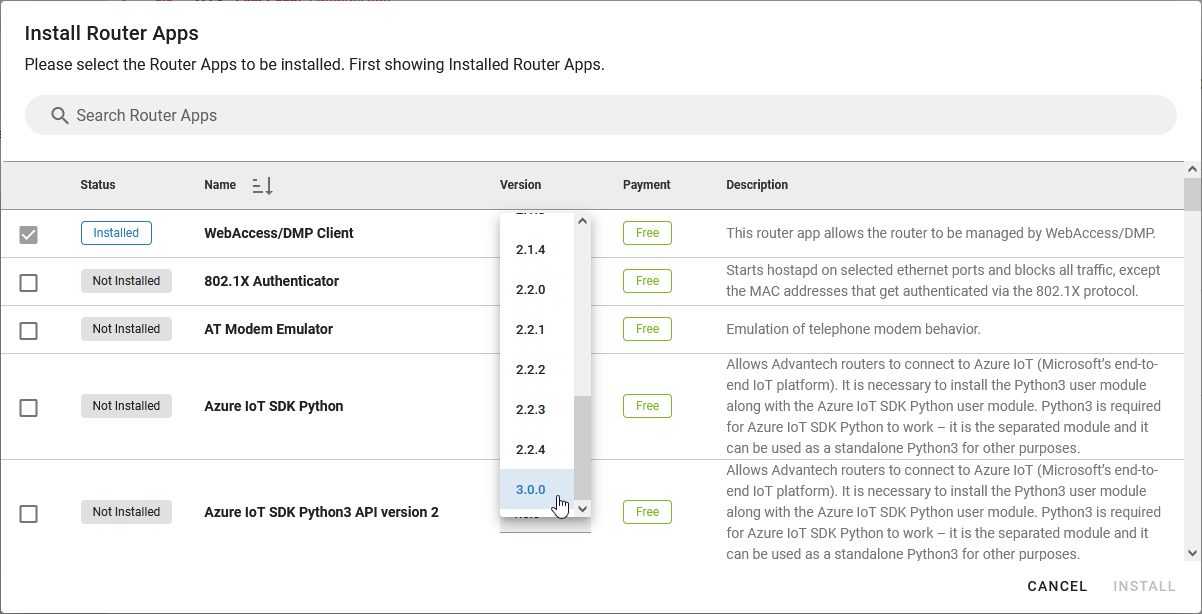 Install Router Apps
Please select the Router Apps to be installed. First showing Installed Router Apps.
Search Router Apps
Status Name Version Payment Description
Installed WebAccess/DMP Client Free This router app allows the router to be managed by WebAccess/DMP.
2.1.4
2.2.0
2.2.1
2.2.2
2.2.3
2.2.4
3.0.0
Not Installed 802.1X Authenticator Free Starts hostapd on selected ethernet ports and blocks all traffic, except
the MAC addresses that get authenticated via the 802.1X protocol.
Not Installed AT Modem Emulator Free Emulation of telephone modem behavior.
Not Installed Azure IoT SDK Python Free Allows Advantech routers to connect to Azure IoT (Microsoft's end-to-
end IoT platform). It is necessary to install the Python3 user module
along with the Azure IoT SDK Python user module. Python3 is required
for Azure IoT SDK Python to work – it is the separated module and it
can be used as a standalone Python3 for other purposes.
Not Installed Azure IoT SDK Python3 API version 2 Free Allows Advantech routers to connect to Azure IoT (Microsoft's end-to-
end IoT platform). It is necessary to install the Python3 user module
along with the Azure IoT SDK Python user module. Python3 is required
for Azure IoT SDK Python to work – it is the separated module and it
can be used as a standalone Python3 for other purposes.
CANCEL INSTALL